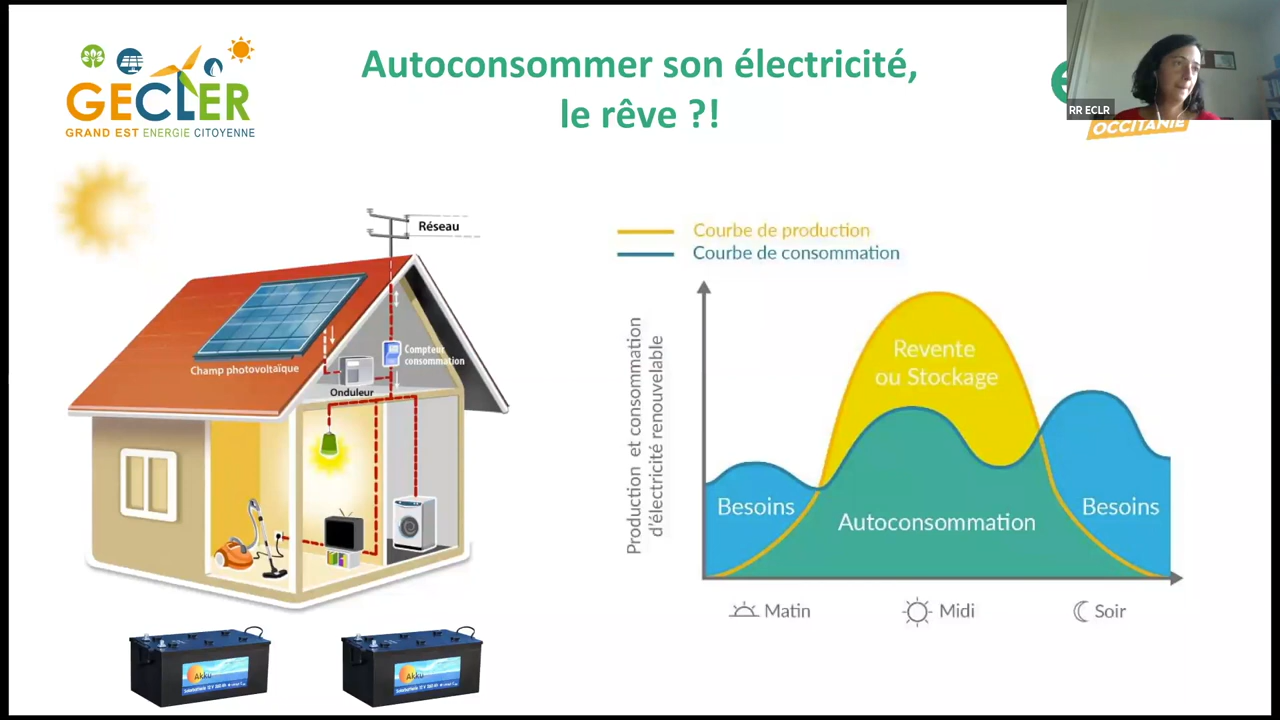 GECLER
GRAND EST ENERGIE CITOYENNE
Autoconsommer son électricité,
le rêve ?!
RR ECLR
OCCITANIE
Réseau
Champ photovoltaïque
Onduleur
Compteur
consommation
Akku
Akku
Courbe de production
Courbe de consommation
Production et consommation
d'électricité renouvelable
Revente
ou Stockage
Besoins
Autoconsommation
Besoins
Matin
Midi
Soir